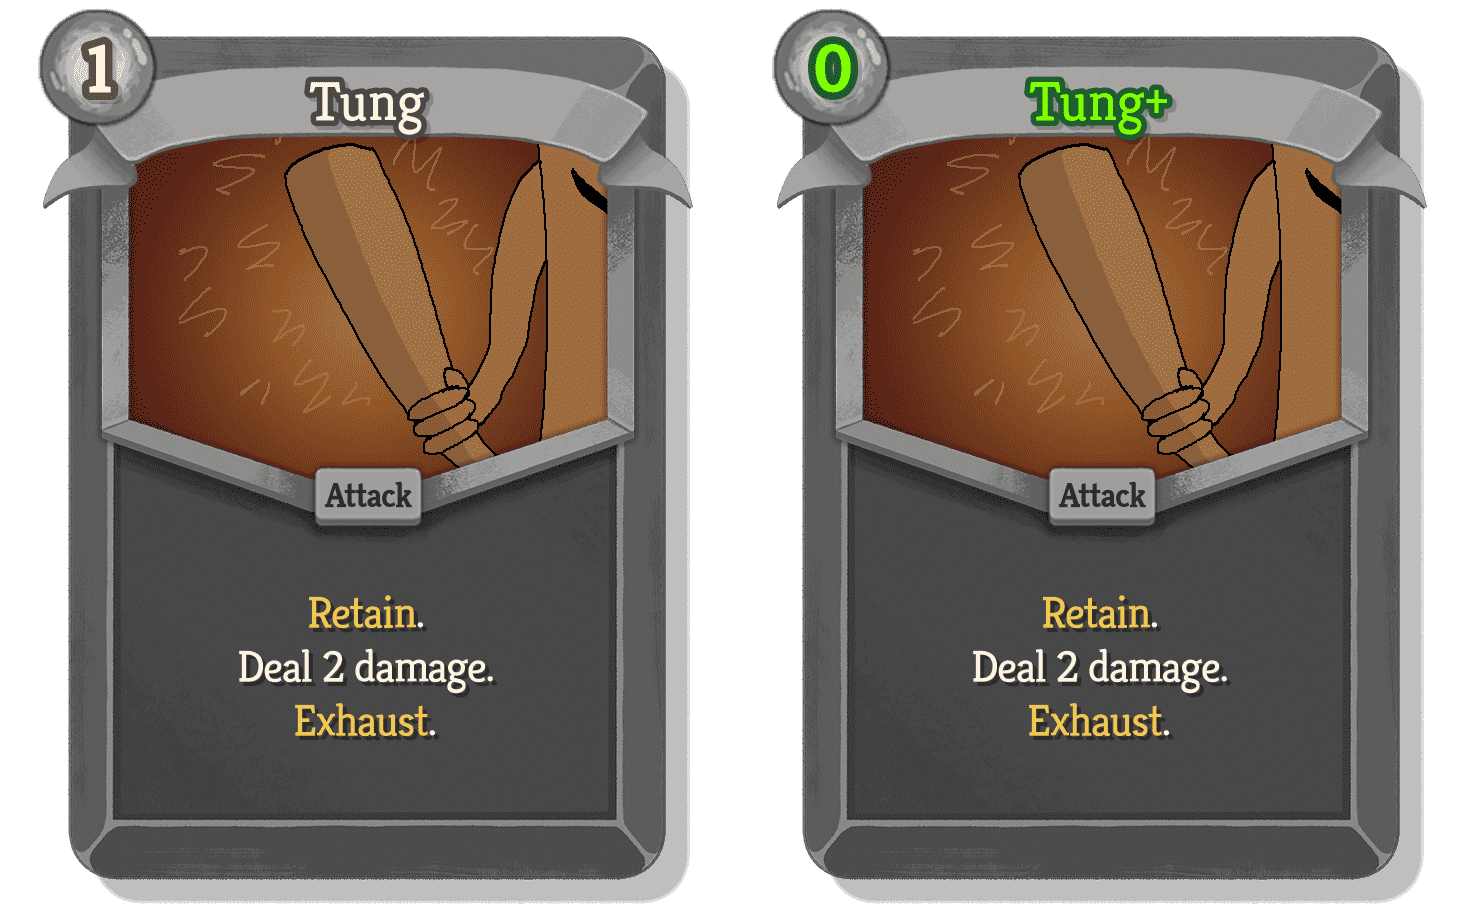 1
Tung
Attack
Retain.
Deal 2 damage.
Exhaust.
0
Tung+
Attack
Retain.
Deal 2 damage.
Exhaust.